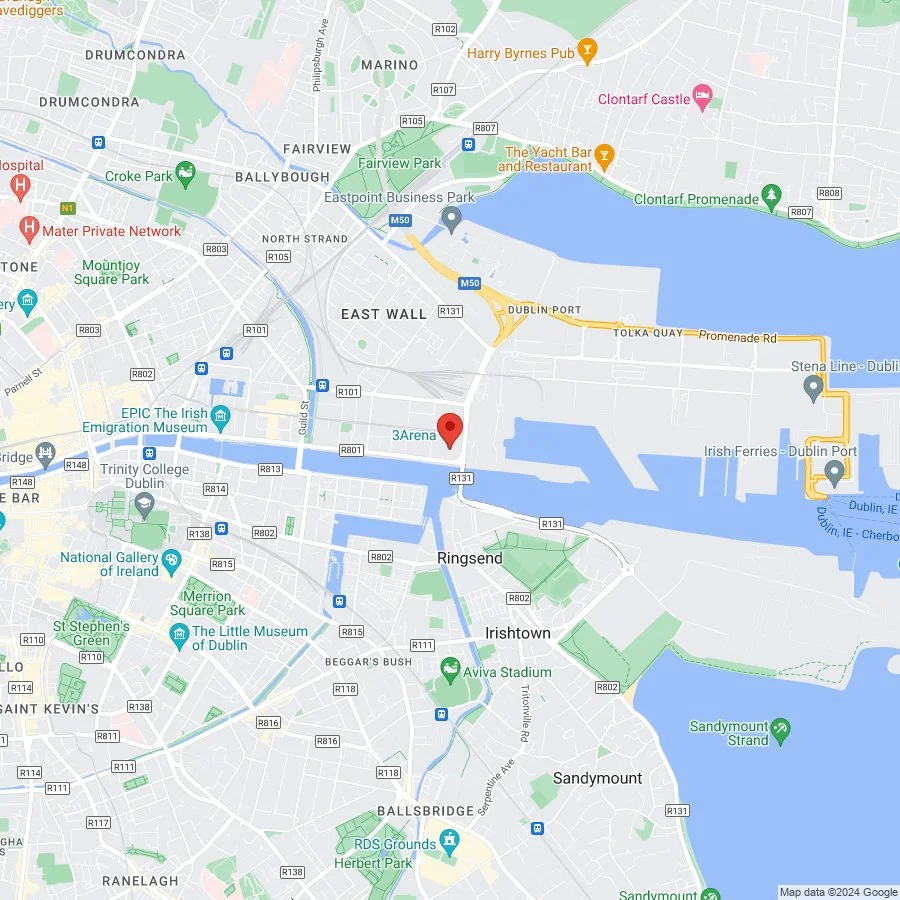 avediggers
DRUMCONDRA
R102
Philipsburgh Ave
MARINO
Harry Byrnes Pub
DRUMCONDRA
R107
Clontarf Castle
R105
R807
FAIRVIEW
Fairview Park
The Yacht Bar
and Restaurant
Hospital
Croke Park
BALLYBOUGH
Eastpoint Business Park
Clontarf Promenade
R808
R807
N1
M50
Mater Private Network
NORTH STRAND
R803
R105
TONE
Mountjoy
Square Park
M50
ery
EAST WALL
R131
DUBLIN PORT
R803
R101
TOLKA QUAY
Promenade Rd
Parnell St
R802
R101
Stena Line - Dublin
EPIC The Irish
Emigration Museum
Guild St
3Arena
Bridge
R148
R801
Irish Ferries - Dublin Port
R148
Trinity College
Dublin
R813
R131
R148
E BAR
R814
R131
Dublin, IE
Dublin, IE - Cherbo
R138
R802
National Gallery
of Ireland
R815
R802
Ringsend
Merrion
Square Park
R802
St Stephen's
Green
The Little Museum
of Dublin
R110
R110
R815
R111
Irishtown
LLO
BEGGAR'S BUSH
Aviva Stadium
R118
R802
SAINT KEVIN'S
R138
Tritonville Rd
R816
Sandymount
Strand
R811
R816
R114
R111
R118
Serpentine Ave
Sandymount
R111
R117
BALLSBRIDGE
R131
GHA
RDS Grounds
Herbert Park
R114
R138
RANELAGH
Sandymount
Map data ©2024 Google